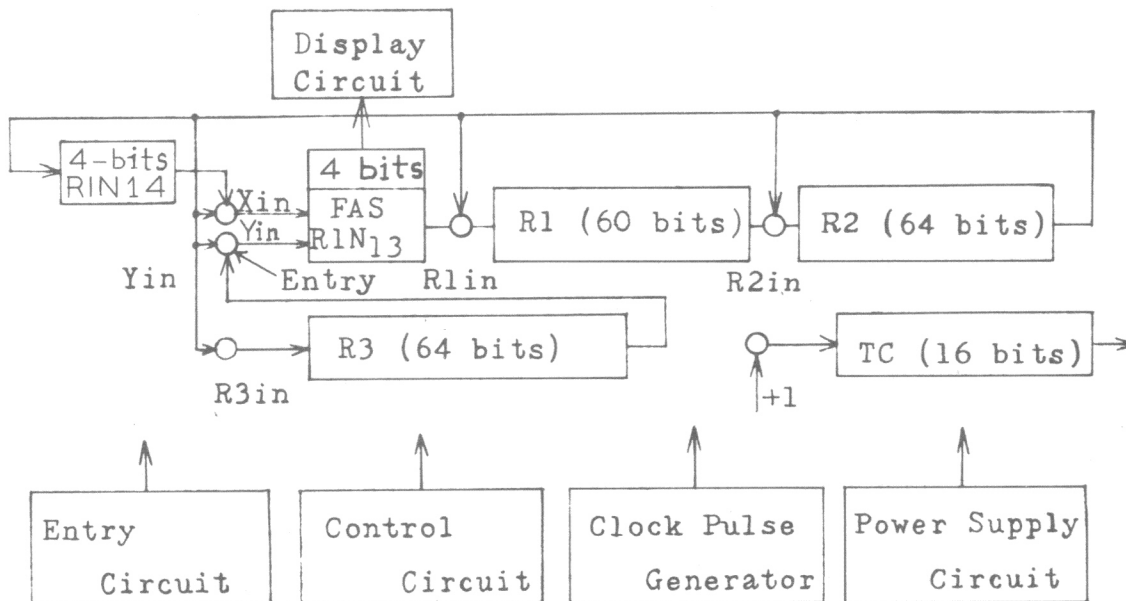 Display
Circuit
4-bits
RIN14
4 bits
FAS
R1N13
Xin
Yin
R1 (60 bits)
R2 (64 bits)
Yin
Entry
R1in
R2in
R3 (64 bits)
TC (16 bits)
R3in
+1
Entry
Circuit
Control
Circuit
Clock Pulse
Generator
Power Supply
Circuit